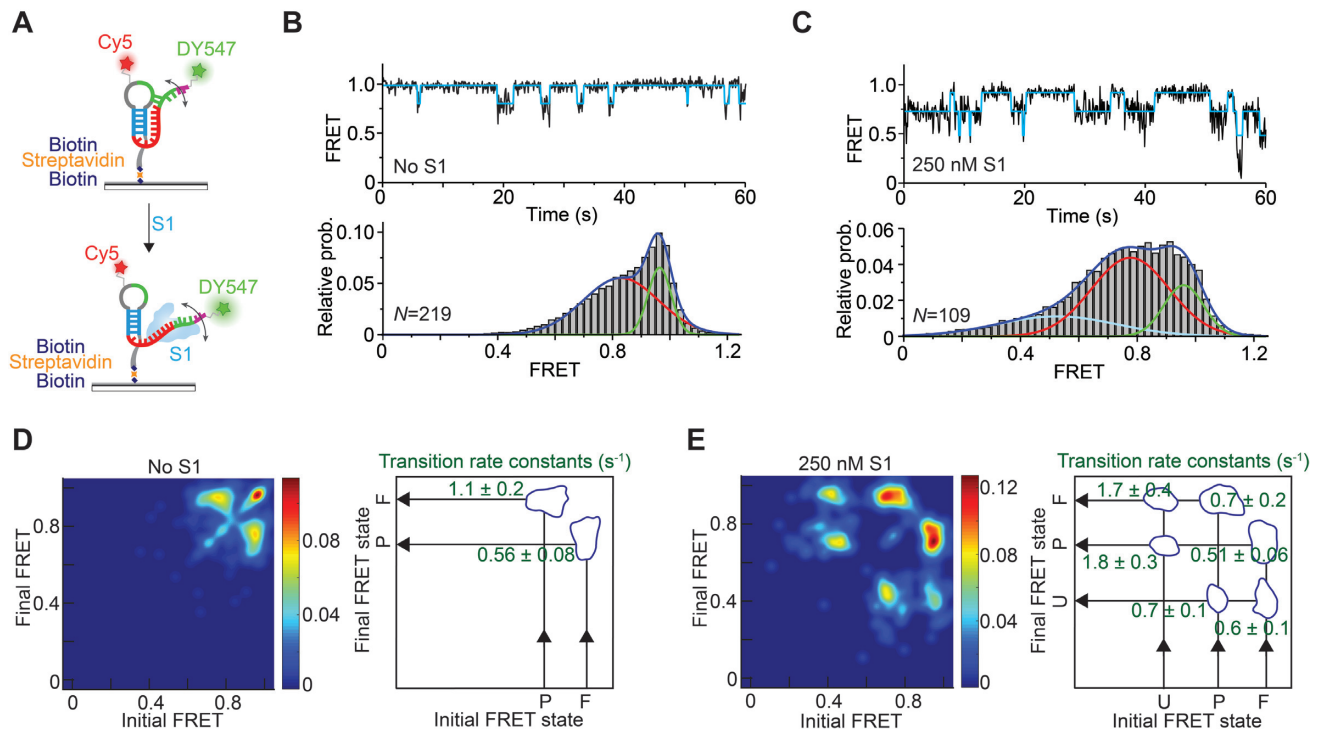 A
Cy5
DY547
Biotin
Streptavidin
Biotin
S1
Cy5
DY547
S1
Biotin
Streptavidin
Biotin
B
FRET
1.0
0.5
0
No S1
0 20 40 60
Time (s)
Relative prob.
0.10
0.05
0
N=219
0 0.4 0.8 1.2
FRET
C
FRET
1.0
0.5
0
250 nM S1
0 20 40 60
Time (s)
Relative prob.
0.06
0.04
0.02
0
N=109
0 0.4 0.8 1.2
FRET
D
No S1
Final FRET
0.8
0.4
0
0 0.4 0.8
Initial FRET
0.08
0.04
0
Transition rate constants (s-1)
Final FRET state
F
P
1.1 ± 0.2
0.56 ± 0.08
P F
Initial FRET state
E
250 nM S1
Final FRET
0.8
0.4
0
0 0.4 0.8
Initial FRET
0.12
0.08
0.04
0
Transition rate constants (s-1)
Final FRET state
F
P
U
1.7 ± 0.4
0.7 ± 0.2
1.8 ± 0.3
0.51 ± 0.06
0.7 ± 0.1
0.6 ± 0.1
U P F
Initial FRET state